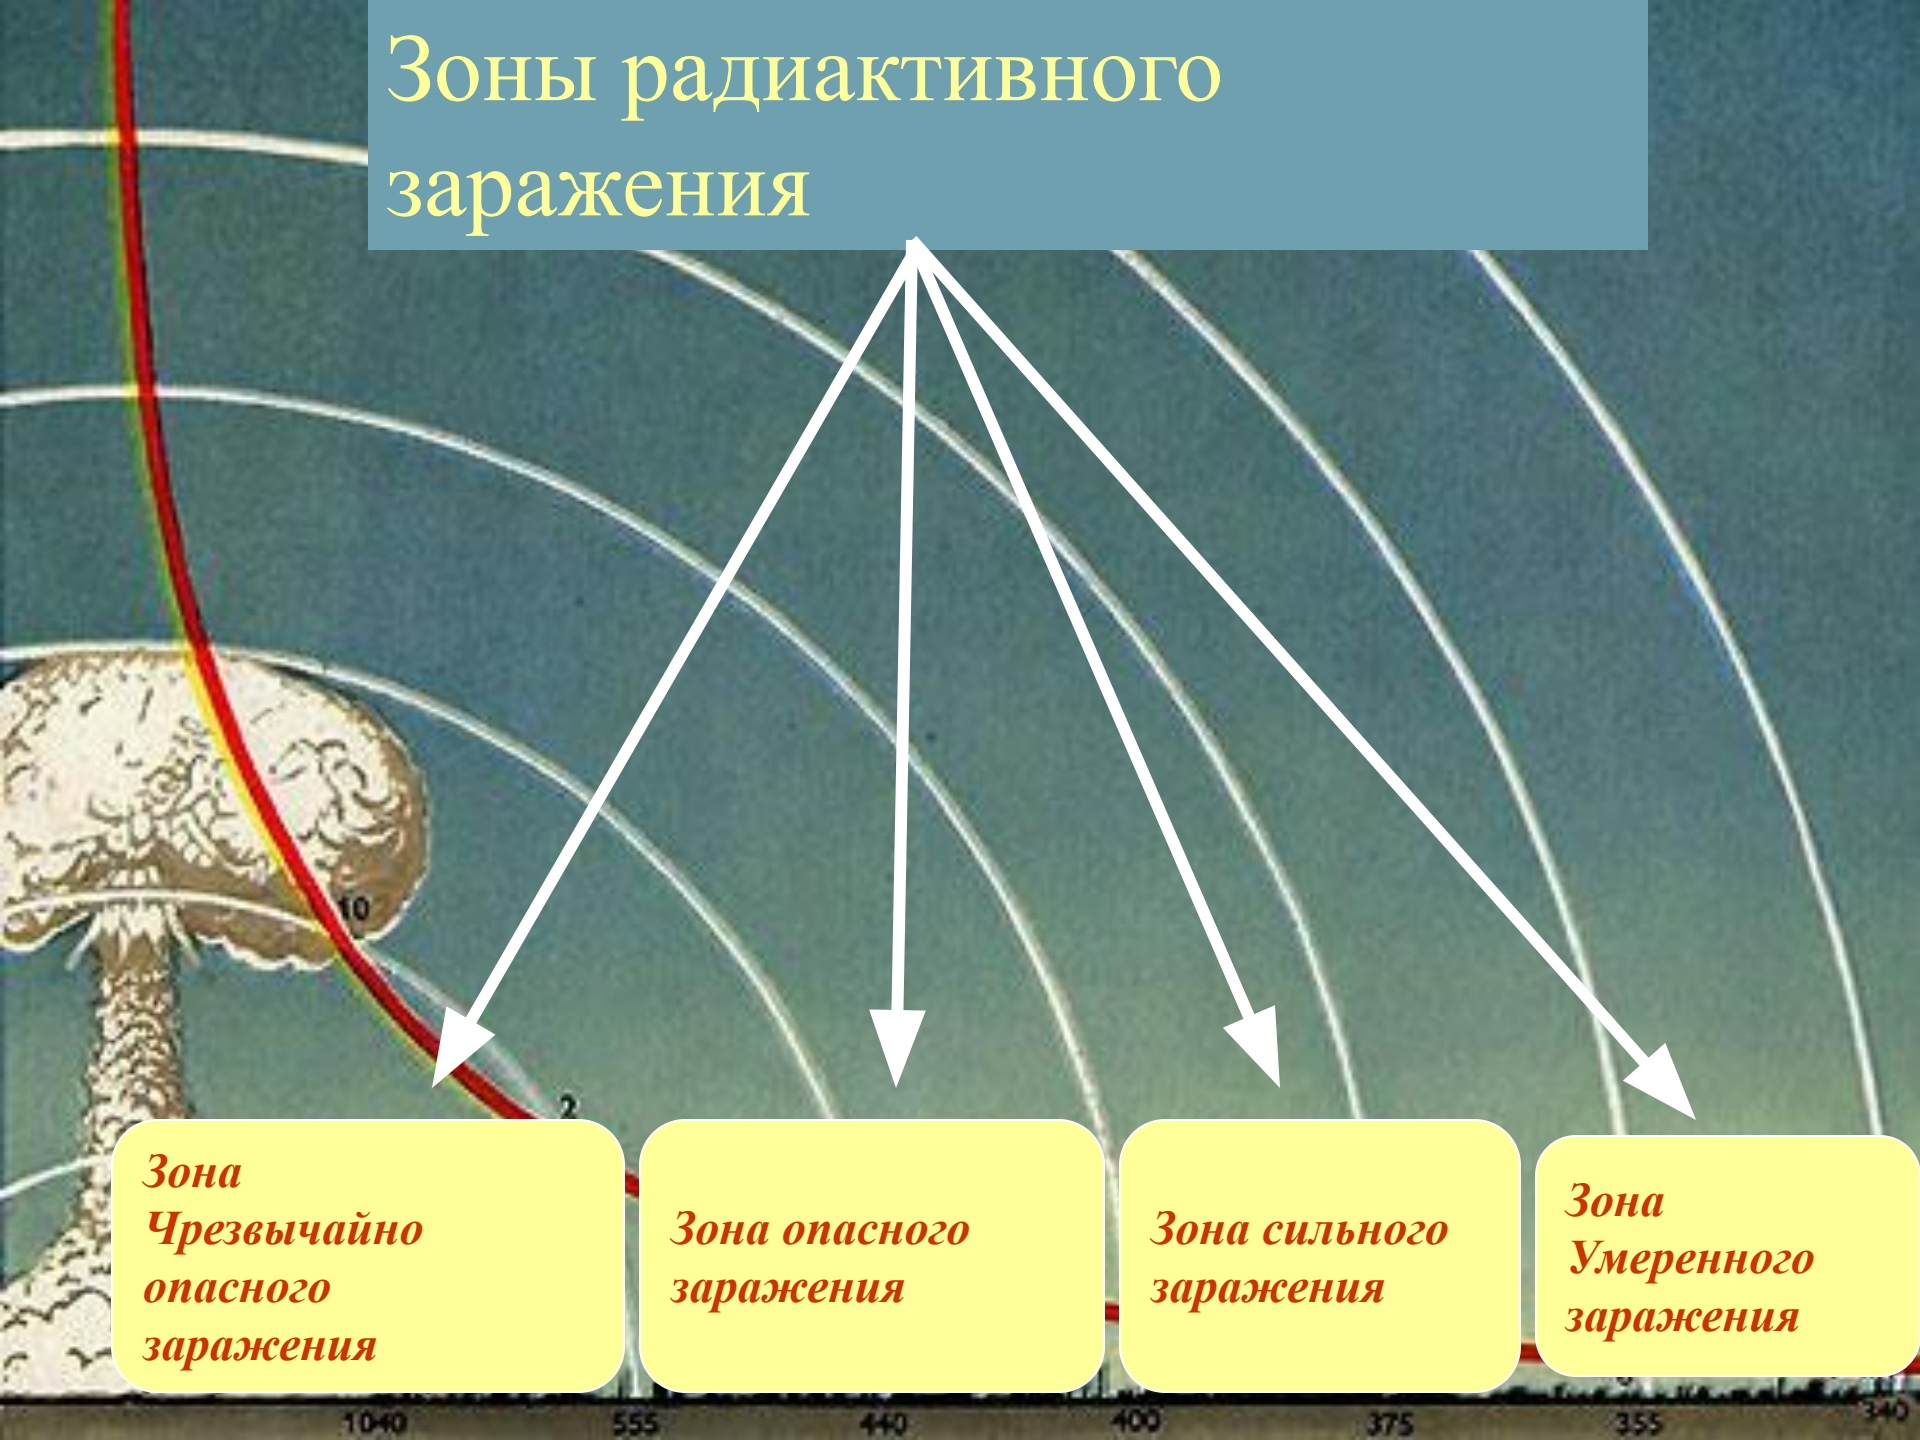 Зоны радиактивного
заражения
10
2
Зона
Чрезвычайно
опасного
заражения
Зона опасного
заражения
Зона сильного
заражения
Зона
Умеренного
заражения
1040 555 440 400 375 355 340